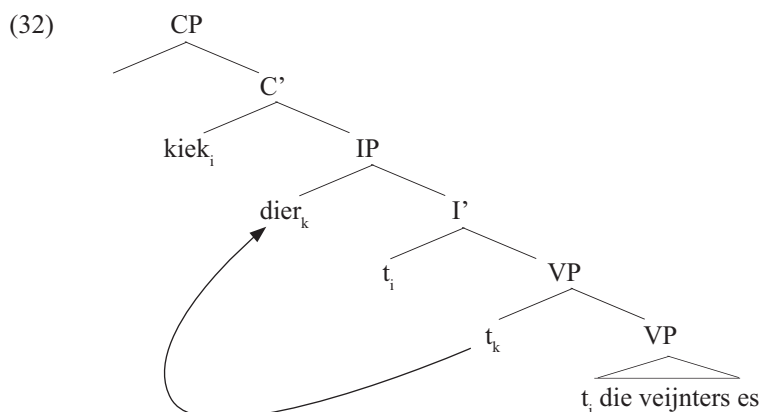 (32) CP
C’
kiek_i IP
dier_k I’
t_i VP
t_k VP
t_i die veijnters es